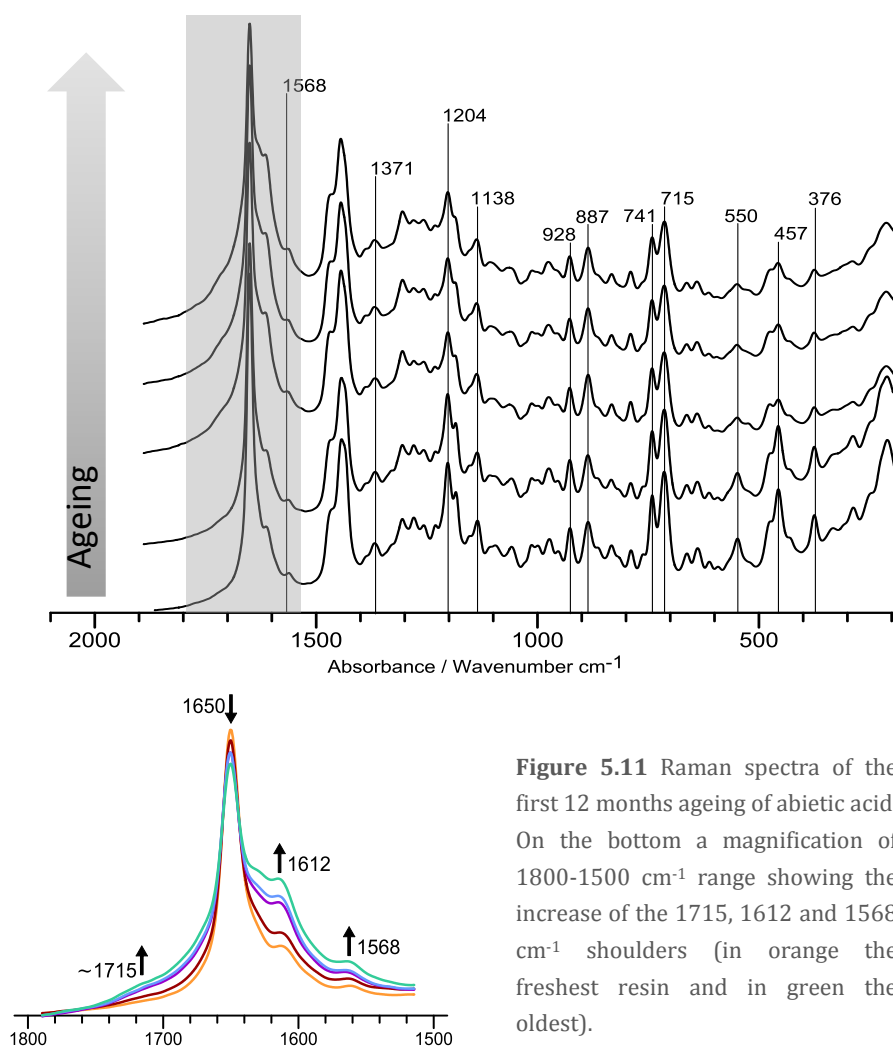 1568
1204
1371
1138
928
887
741
715
550
376
457
Ageing
2000
1500
1000
500
Absorbance / Wavenumber cm-1
1650
1612
1568
~1715
1800
1700
1600
1500
Figure 5.11 Raman spectra of the
first 12 months ageing of abietic acid
On the bottom a magnification of
1800-1500 cm-1 range showing the
increase of the 1715, 1612 and 1568
cm-1 shoulders (in orange the
freshest resin and in green the
oldest).